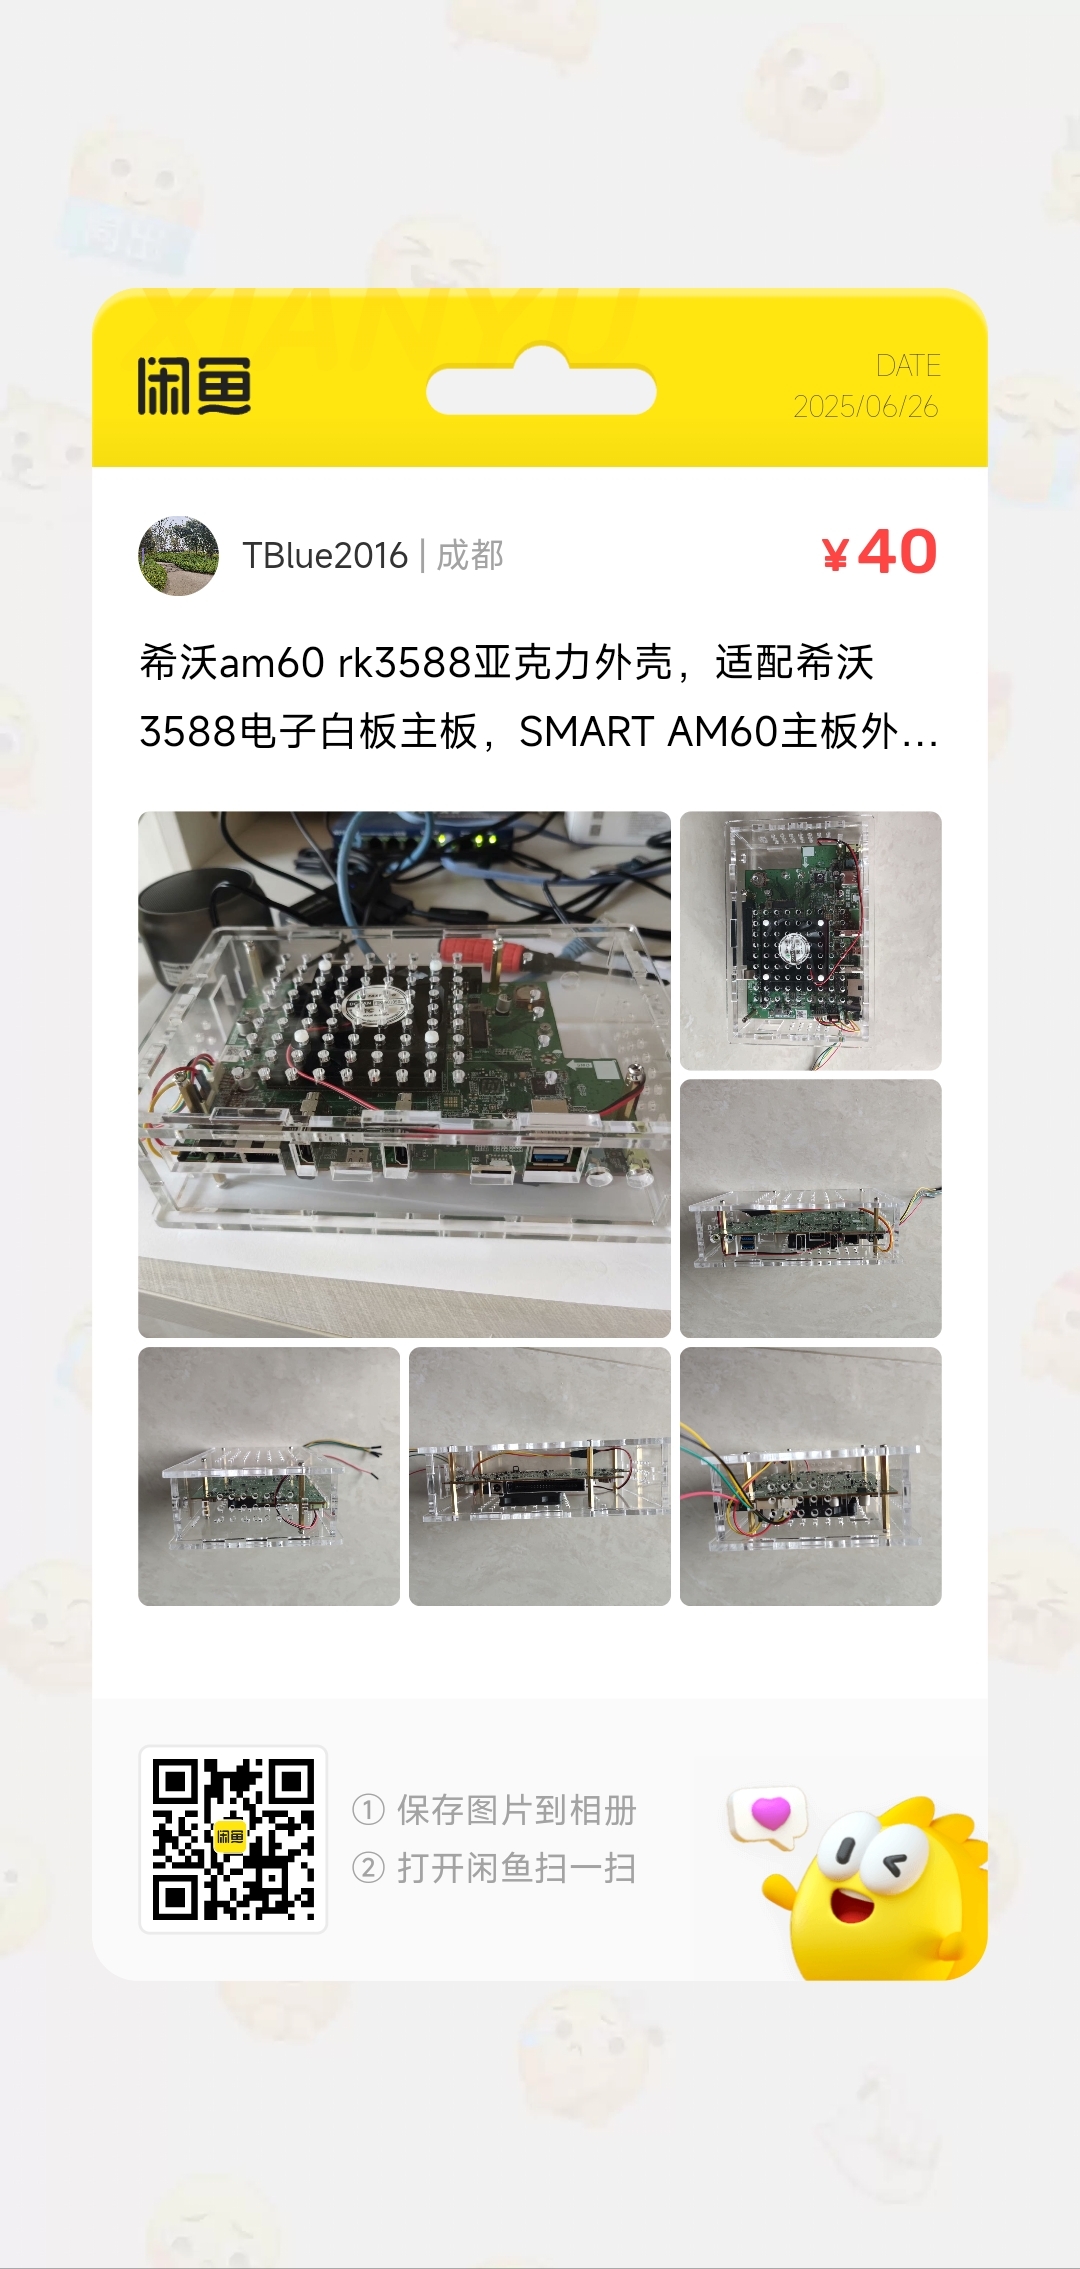 XIANYU
闲鱼
DATE
2025/06/26
TBlue2016 | 成都
¥40
希沃am60 rk3588亚克力外壳，适配希沃
3588电子白板主板，SMART AM60主板外...
闲鱼
① 保存图片到相册
② 打开闲鱼扫一扫